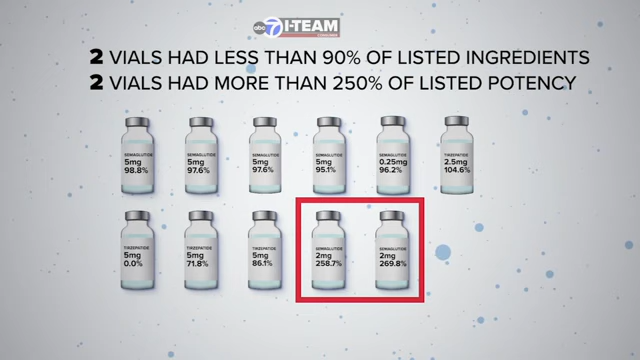 abc 7 I-TEAM
2 VIALS HAD LESS THAN 90% OF LISTED INGREDIENTS
2 VIALS HAD MORE THAN 250% OF LISTED POTENCY
SEMAGLUTIDE
5mg
98.8%
SEMAGLUTIDE
5mg
97.6%
SEMAGLUTIDE
5mg
97.6%
SEMAGLUTIDE
5mg
95.1%
SEMAGLUTIDE
0.25mg
96.2%
TIRZEPATIDE
2.5mg
104.6%
TIRZEPATIDE
5mg
0.0%
TIRZEPATIDE
5mg
71.8%
TIRZEPATIDE
5mg
86.1%
SEMAGLUTIDE
2mg
258.7%
SEMAGLUTIDE
2mg
269.8%